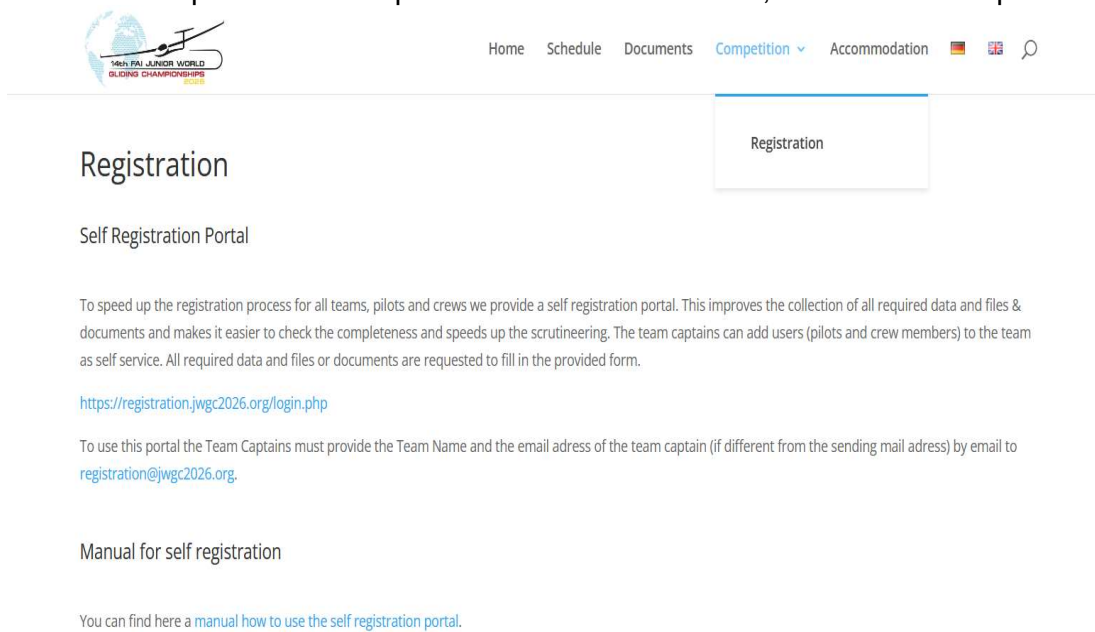 14th FAI JUNIOR WORLD
GLIDING CHAMPIONSHIPS
2026
Home Schedule Documents Competition Accommodation
Registration
Registration
Self Registration Portal
To speed up the registration process for all teams, pilots and crews we provide a self registration portal. This improves the collection of all required data and files &
documents and makes it easier to check the completeness and speeds up the scrutineering. The team captains can add users (pilots and crew members) to the team
as self service. All required data and files or documents are requested to fill in the provided form.
https://registration.jwgc2026.org/login.php
To use this portal the Team Captains must provide the Team Name and the email adress of the team captain (if different from the sending mail adress) by email to
registration@jwgc2026.org.
Manual for self registration
You can find here a manual how to use the self registration portal.